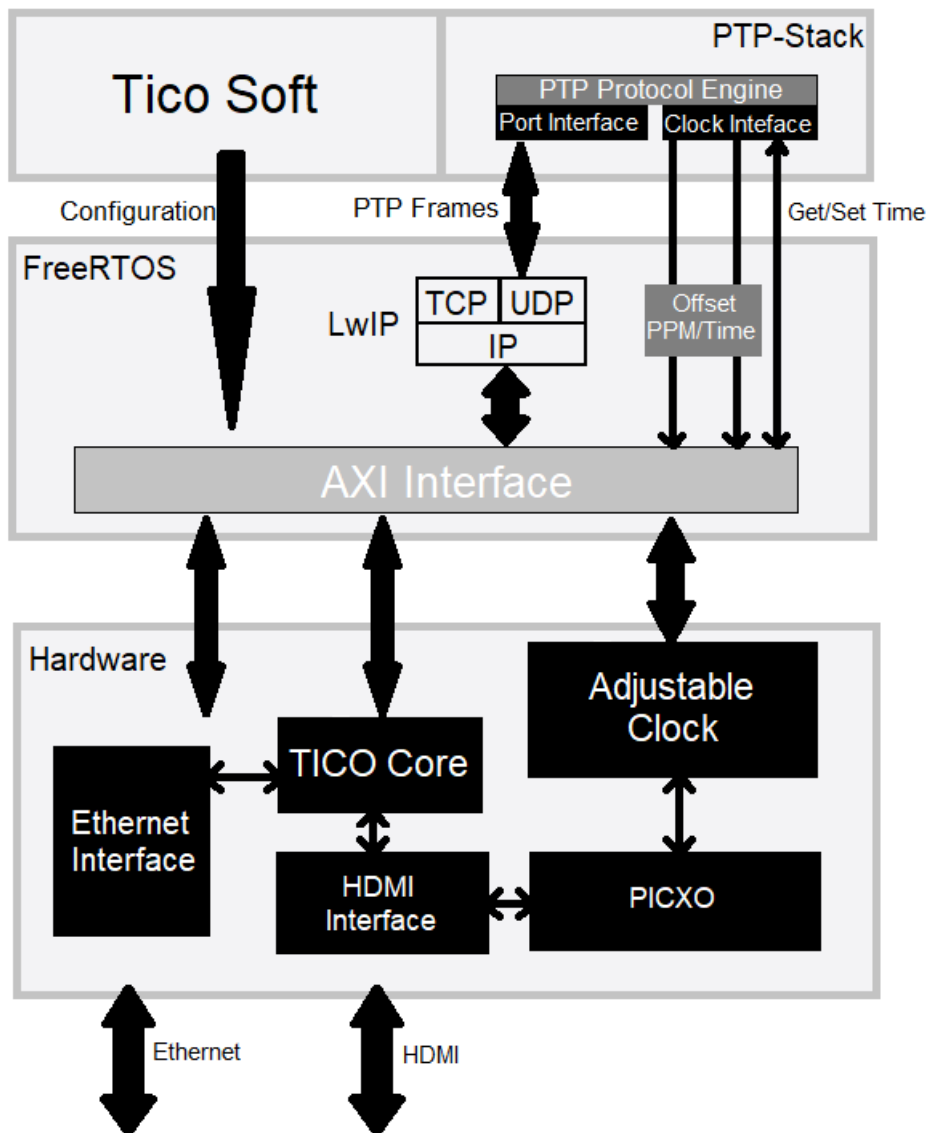 PTP-Stack
Tico Soft
PTP Protocol Engine
Port Interface
Clock Inteface
Configuration
PTP Frames
Get/Set Time
FreeRTOS
LwIP
TCP
UDP
IP
Offset
PPM/Time
AXI Interface
Hardware
Adjustable
Clock
TICO Core
Ethernet
Interface
HDMI
Interface
PICXO
Ethernet
HDMI